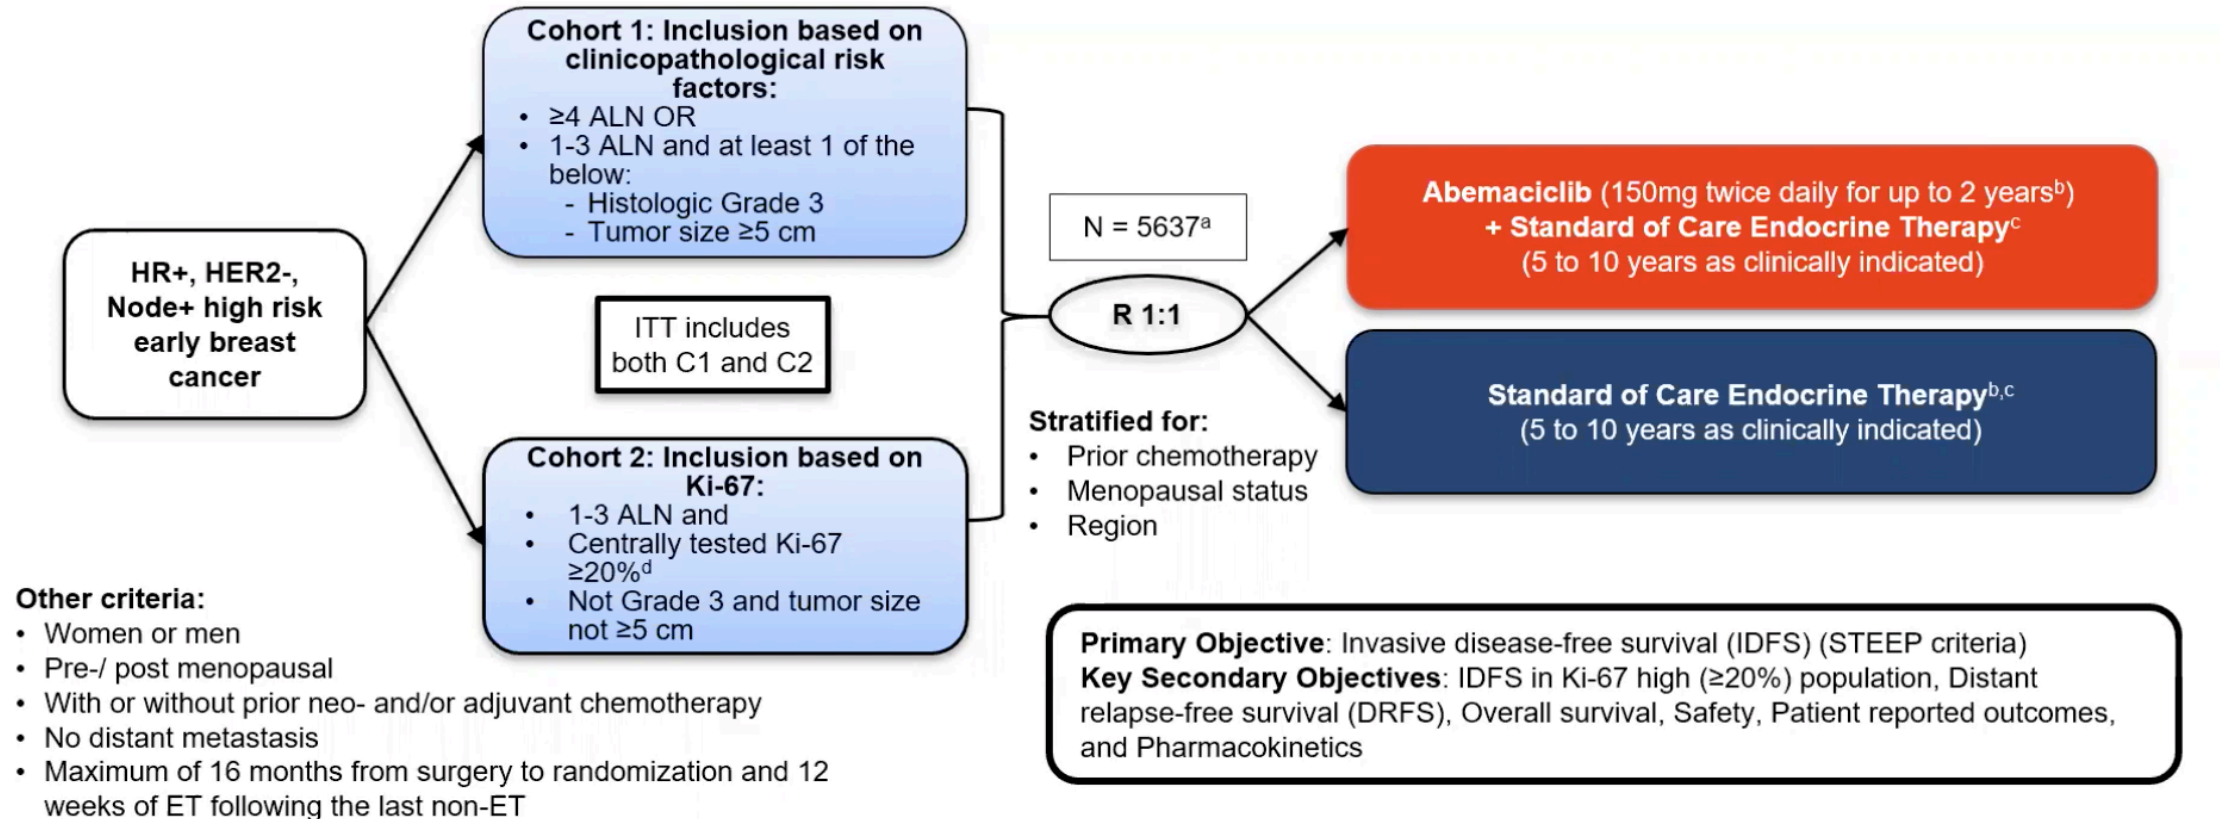 HR+, HER2-,
Node+ high risk
early breast
cancer
Cohort 1: Inclusion based on
clinicopathological risk
factors:
• ≥4 ALN OR
• 1-3 ALN and at least 1 of the
below:
- Histologic Grade 3
- Tumor size ≥5 cm
ITT includes
both C1 and C2
Cohort 2: Inclusion based on
Ki-67:
• 1-3 ALN and
• Centrally tested Ki-67
≥20%ᵈ
• Not Grade 3 and tumor size
not ≥5 cm
Other criteria:
• Women or men
• Pre-/ post menopausal
• With or without prior neo- and/or adjuvant chemotherapy
• No distant metastasis
• Maximum of 16 months from surgery to randomization and 12
weeks of ET following the last non-ET
N = 5637ᵃ
R 1:1
Stratified for:
• Prior chemotherapy
• Menopausal status
• Region
Abemaciclib (150mg twice daily for up to 2 yearsᵇ)
+ Standard of Care Endocrine Therapyᶜ
(5 to 10 years as clinically indicated)
Standard of Care Endocrine Therapyᵇ,ᶜ
(5 to 10 years as clinically indicated)
Primary Objective: Invasive disease-free survival (IDFS) (STEEP criteria)
Key Secondary Objectives: IDFS in Ki-67 high (≥20%) population, Distant
relapse-free survival (DRFS), Overall survival, Safety, Patient reported outcomes,
and Pharmacokinetics